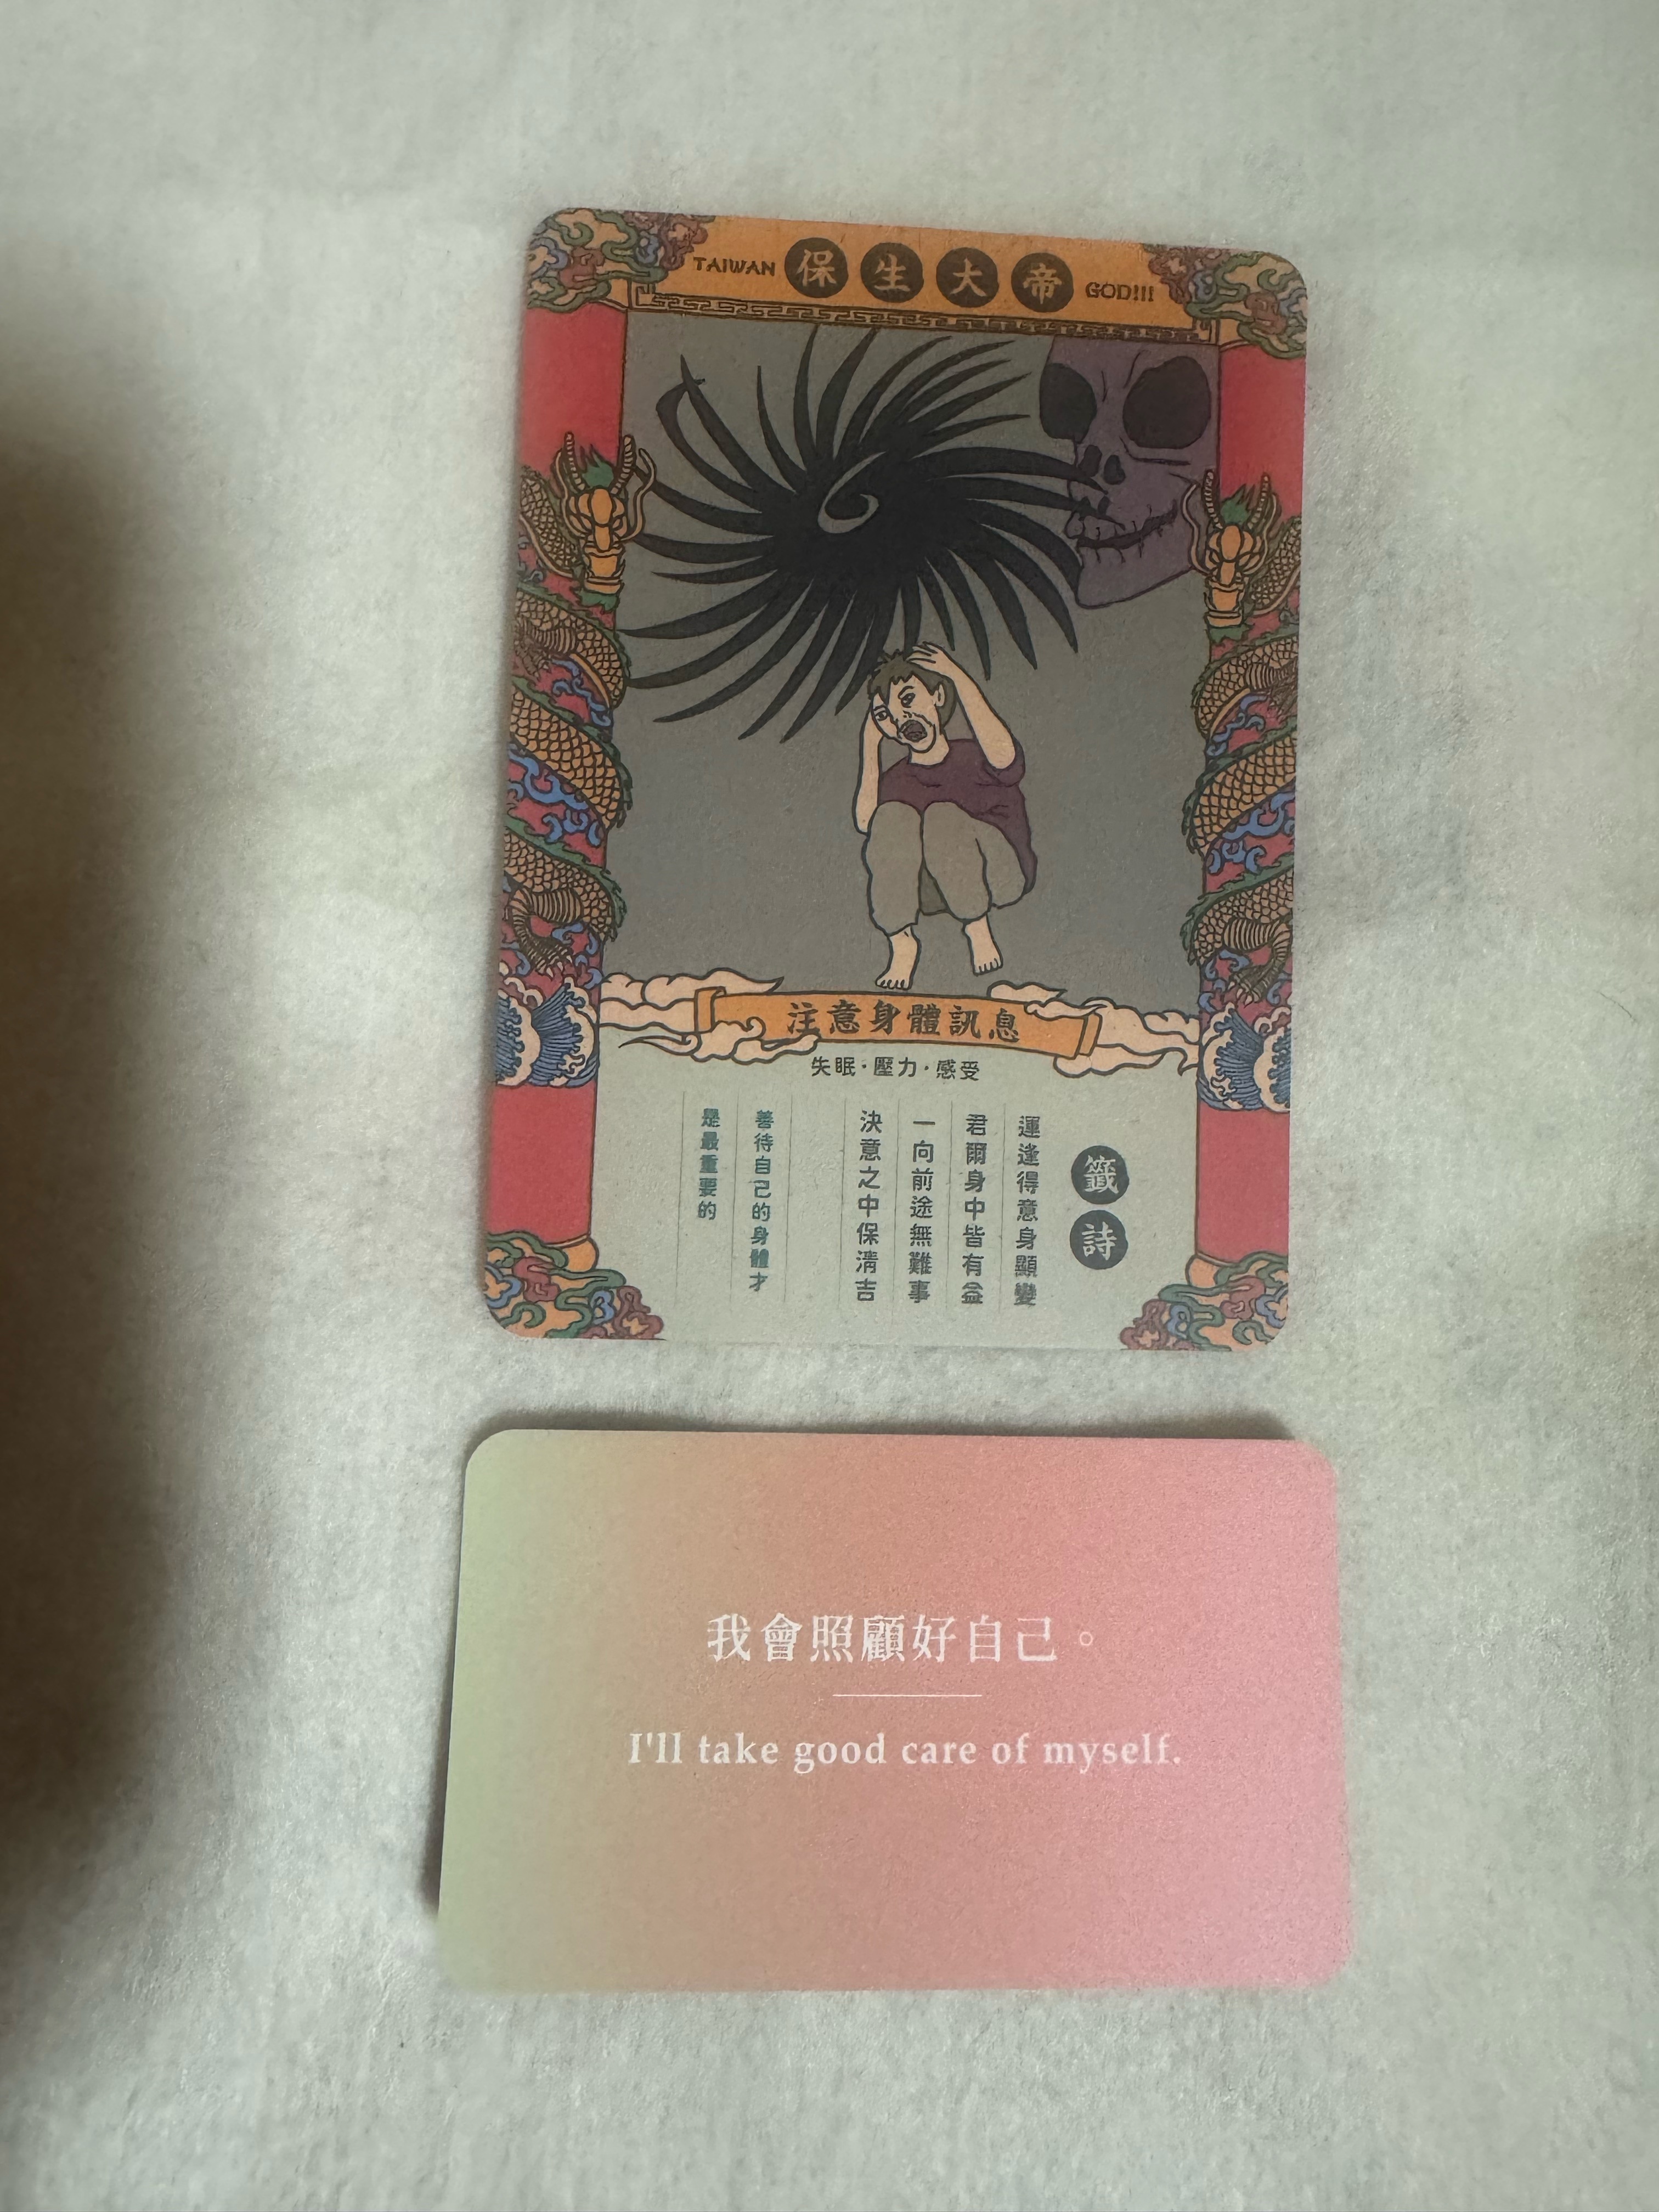 TAIWAN 保生大帝 GOD!!!
注意身體訊息
失眠·壓力·感受
籤詩
運逢得意身顯變
君爾身中皆有益
一向前途無難事
決意之中保清吉
善待自己的身體才
是最重要的
我會照顧好自己。
I'll take good care of myself.